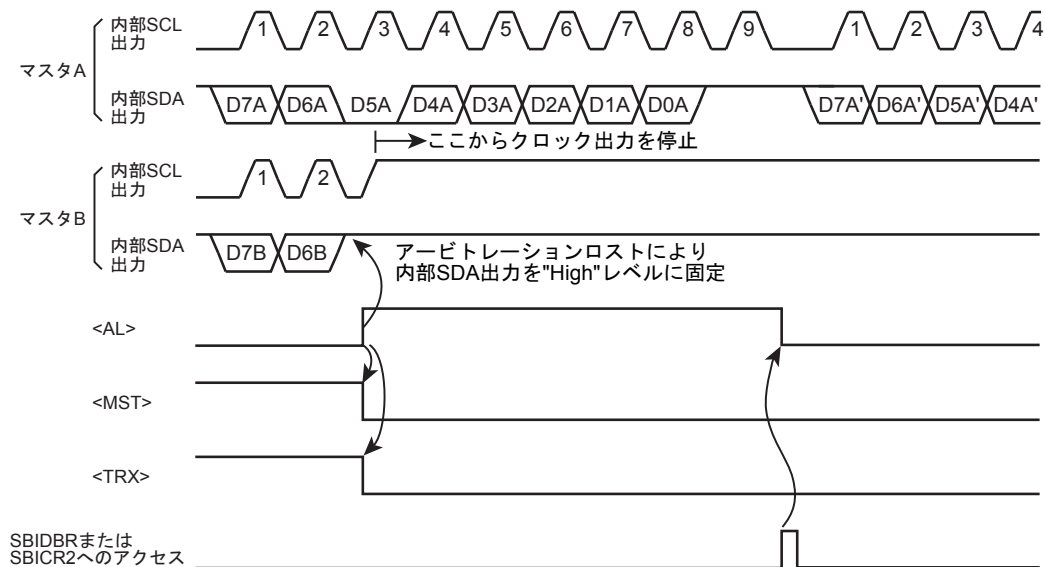 マスタA
内部SCL
出力
1 2 3 4 5 6 7 8 9 1 2 3 4
内部SDA
出力
D7A D6A D5A D4A D3A D2A D1A D0A D7A' D6A' D5A' D4A'
ここからクロック出力を停止
マスタB
内部SCL
出力
1 2
内部SDA
出力
D7B D6B
アービトレーションロストにより
内部SDA出力を"High"レベルに固定
<AL>
<MST>
<TRX>
SBIDBRまたは
SBICR2へのアクセス